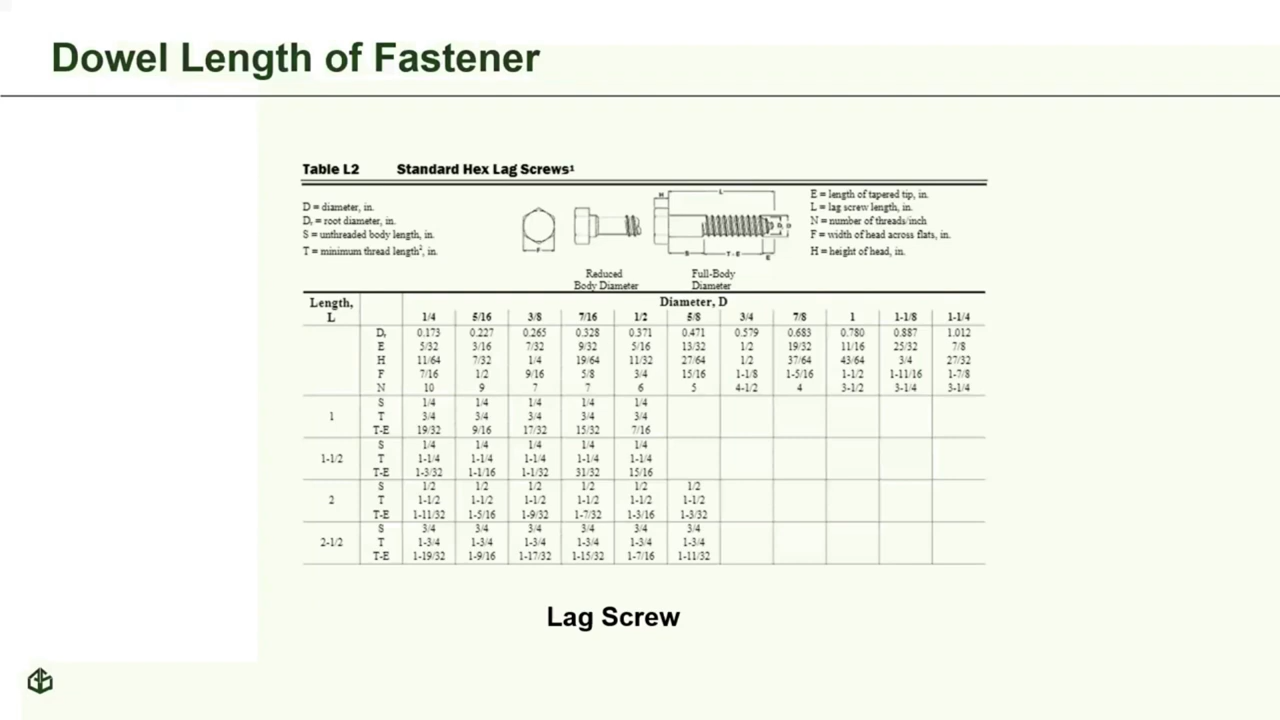 Dowel Length of Fastener
Table L2 Standard Hex Lag Screws¹
D = diameter, in.
Dᵣ = root diameter, in.
S = unthreaded body length, in.
T = minimum thread length², in.
H L
F S T-E E Dᵣ D
Reduced Body Diameter
Full-Body Diameter
E = length of tapered tip, in.
L = lag screw length, in.
N = number of threads/inch
F = width of head across flats, in.
H = height of head, in.
Length, L Diameter, D
1/4 5/16 3/8 7/16 1/2 5/8 3/4 7/8 1 1-1/8 1-1/4
Dᵣ 0.173 0.227 0.265 0.328 0.371 0.471 0.579 0.683 0.780 0.887 1.012
E 5/32 3/16 7/32 9/32 5/16 13/32 1/2 19/32 11/16 25/32 7/8
H 11/64 7/32 1/4 19/64 11/32 27/64 1/2 37/64 43/64 3/4 27/32
F 7/16 1/2 9/16 5/8 3/4 15/16 1-1/8 1-5/16 1-1/2 1-11/16 1-7/8
N 10 9 7 7 6 5 4-1/2 4 3-1/2 3-1/4 3-1/4
S 1/4 1/4 1/4 1/4 1/4
1 T 3/4 3/4 3/4 3/4 3/4
T-E 19/32 9/16 17/32 15/32 7/16
S 1/4 1/4 1/4 1/4 1/4
1-1/2 T 1-1/4 1-1/4 1-1/4 1-1/4 1-1/4
T-E 1-3/32 1-1/16 1-1/32 31/32 15/16
S 1/2 1/2 1/2 1/2 1/2 1/2
2 T 1-1/2 1-1/2 1-1/2 1-1/2 1-1/2 1-1/2
T-E 1-11/32 1-5/16 1-9/32 1-7/32 1-3/16 1-3/32
S 3/4 3/4 3/4 3/4 3/4 3/4
2-1/2 T 1-3/4 1-3/4 1-3/4 1-3/4 1-3/4 1-3/4
T-E 1-19/32 1-9/16 1-17/32 1-15/32 1-7/16 1-11/32
Lag Screw